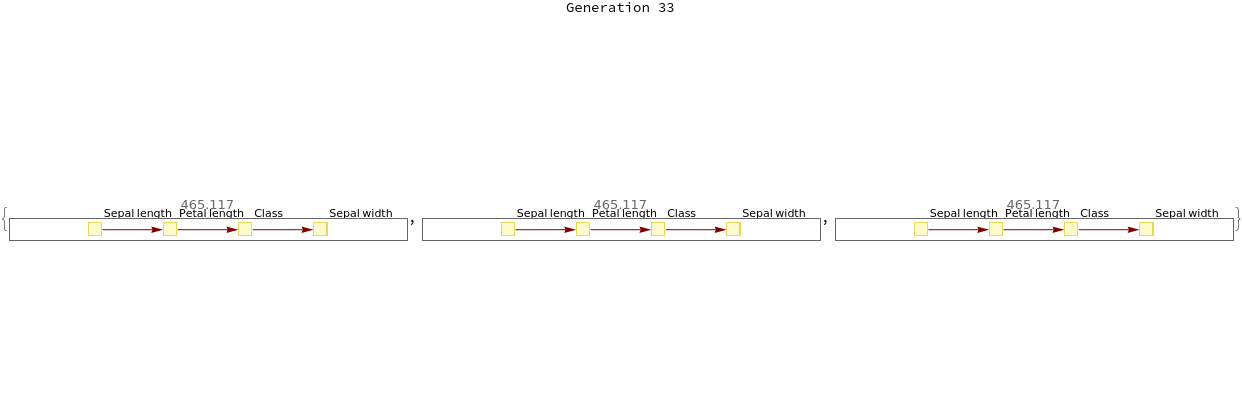 Generation 33
465.117 465.117 465.117
{ Sepal length Petal length Class Sepal width , Sepal length Petal length Class Sepal width , Sepal length Petal length Class Sepal width }